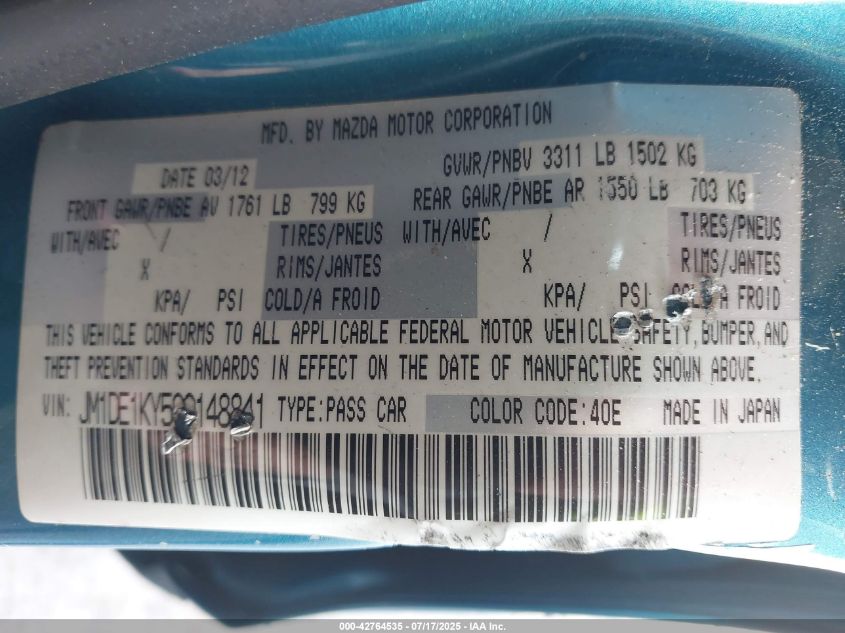 MFD. BY MAZDA MOTOR CORPORATION
DATE 03/12 GVWR/PNBV 3311 LB 1502 KG
FRONT GAWR/PNBE AV 1761 LB 799 KG REAR GAWR/PNBE AR 1550 LB 703 KG
WITH/AVEC / TIRES/PNEUS WITH/AVEC / TIRES/PNEUS
X RIMS/JANTES X RIMS/JANTES
KPA/ PSI COLD/A FROID KPA/ PSI COLD/A FROID
THIS VEHICLE CONFORMS TO ALL APPLICABLE FEDERAL MOTOR VEHICLE SAFETY, BUMPER, AND
THEFT PREVENTION STANDARDS IN EFFECT ON THE DATE OF MANUFACTURE SHOWN ABOVE.
VIN: TYPE: PASS CAR COLOR CODE: 40E MADE IN JAPAN
000-42764535 - 07/17/2025 - IAA Inc.